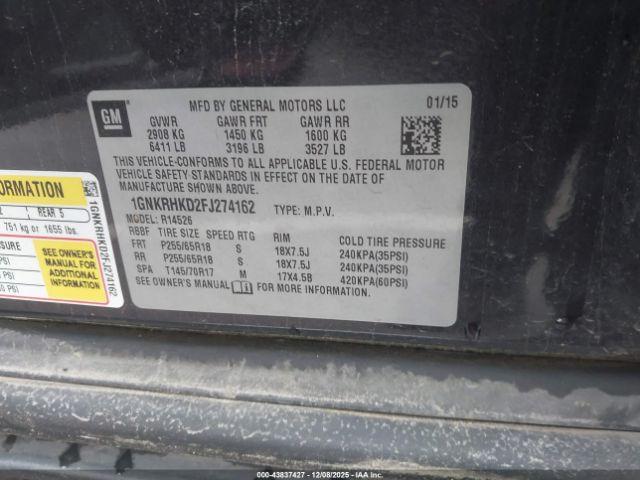 GM
MFD BY GENERAL MOTORS LLC 01/15
GVWR GAWR FRT GAWR RR
2908 KG 1450 KG 1600 KG
6411 LB 3196 LB 3527 LB
THIS VEHICLE-CONFORMS TO ALL APPLICABLE U.S. FEDERAL MOTOR
VEHICLE SAFETY STANDARDS IN EFFECT ON THE DATE OF
MANUFACTURE SHOWN ABOVE.
1GNKRHKD2FJ274162 TYPE: M.P.V.
MODEL: R14526
RBBF TIRE SIZE SPEED RTG RIM COLD TIRE PRESSURE
FRT P255/65R18 S 18X7.5J 240KPA(35PSI)
RR P255/65R18 S 18X7.5J 240KPA(35PSI)
SPA T145/70R17 M 17X4.5B 420KPA(60PSI)
SEE OWNER'S MANUAL FOR MORE INFORMATION.
FORMATION
REAR 5
751 kg or 1655 lbs.
SEE OWNER'S
MANUAL FOR
ADDITIONAL
INFORMATION
1GNKRHKD2FJ274162
000-43837427 - 12/08/2025 - IAAI.COM